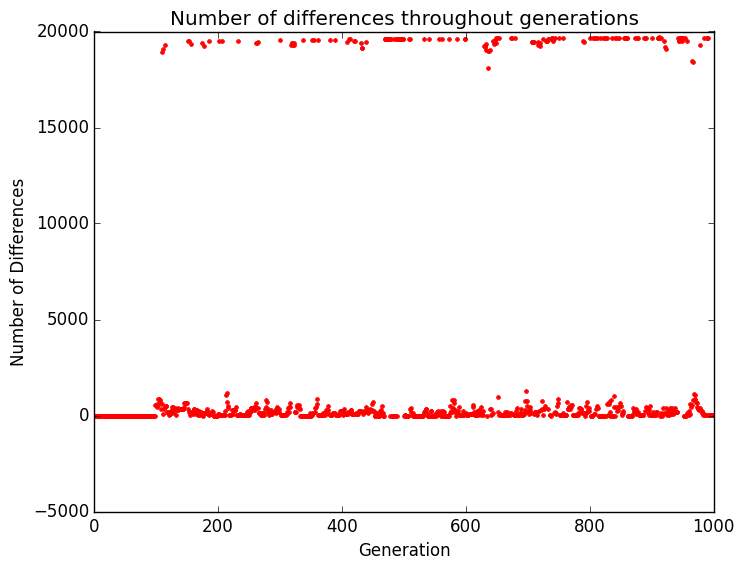 Number of differences throughout generations
20000
15000
10000
5000
0
−5000
0 200 400 600 800 1000
Number of Differences
Generation